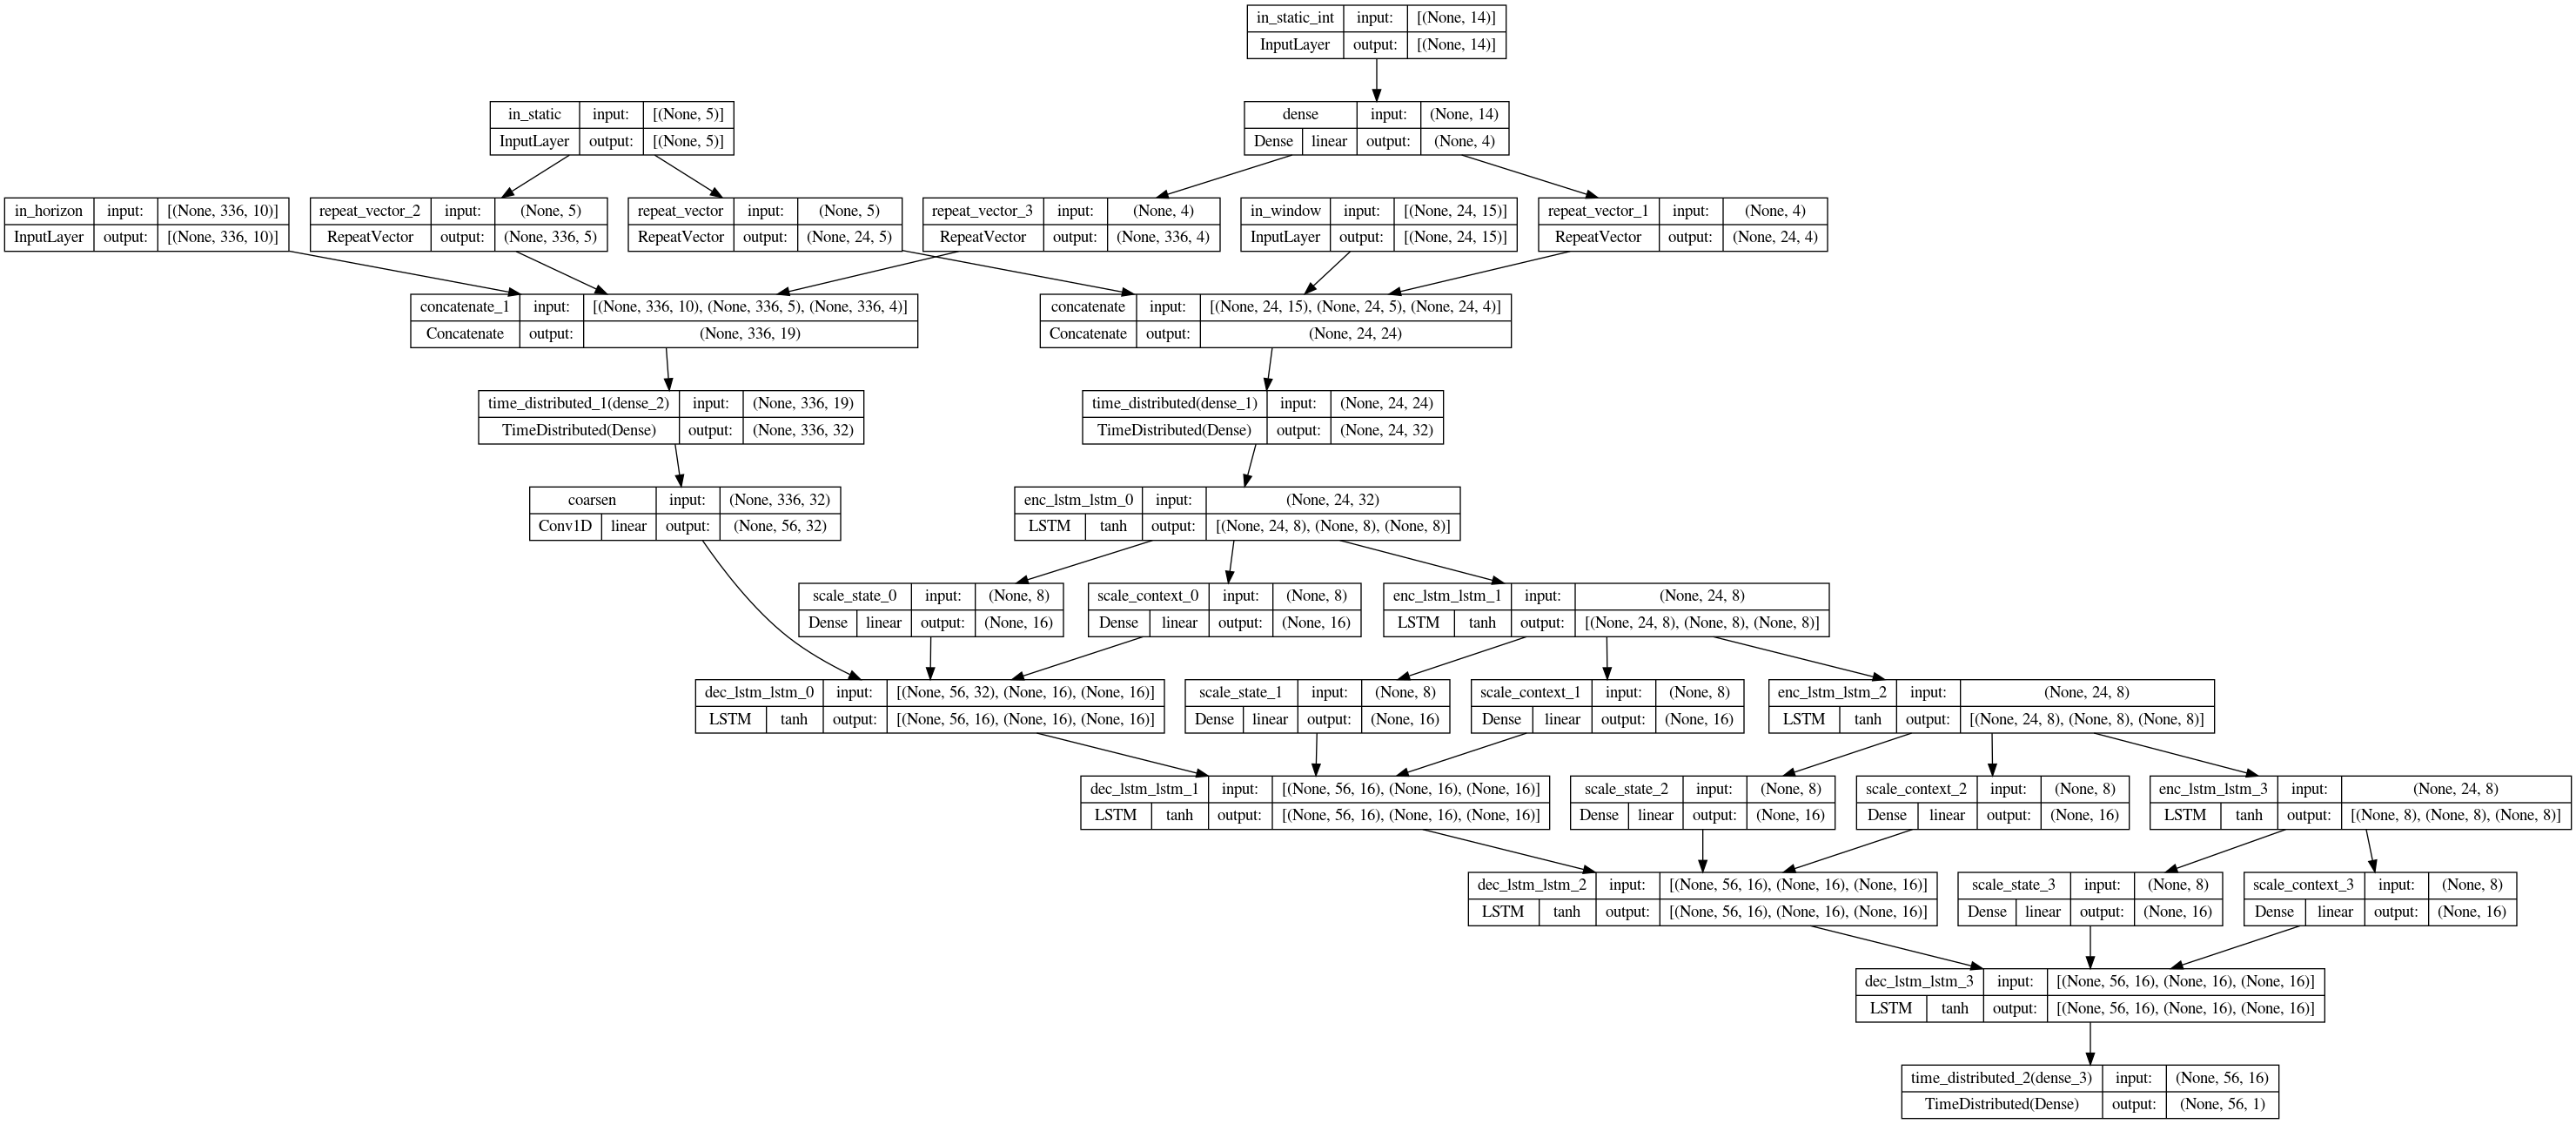 in_static_int input: [(None, 14)]
InputLayer output: [(None, 14)]
in_static input: [(None, 5)]
InputLayer output: [(None, 5)]
dense input: (None, 14)
Dense linear output: (None, 4)
in_horizon input: [(None, 336, 10)]
InputLayer output: [(None, 336, 10)]
repeat_vector_2 input: (None, 5)
RepeatVector output: (None, 336, 5)
repeat_vector input: (None, 5)
RepeatVector output: (None, 24, 5)
repeat_vector_3 input: (None, 4)
RepeatVector output: (None, 336, 4)
in_window input: [(None, 24, 15)]
InputLayer output: [(None, 24, 15)]
repeat_vector_1 input: (None, 4)
RepeatVector output: (None, 24, 4)
concatenate_1 input: [(None, 336, 10), (None, 336, 5), (None, 336, 4)]
Concatenate output: (None, 336, 19)
concatenate input: [(None, 24, 15), (None, 24, 5), (None, 24, 4)]
Concatenate output: (None, 24, 24)
time_distributed_1(dense_2) input: (None, 336, 19)
TimeDistributed(Dense) output: (None, 336, 32)
time_distributed(dense_1) input: (None, 24, 24)
TimeDistributed(Dense) output: (None, 24, 32)
coarsen input: (None, 336, 32)
Conv1D linear output: (None, 56, 32)
enc_lstm_lstm_0 input: (None, 24, 32)
LSTM tanh output: [(None, 24, 8), (None, 8), (None, 8)]
scale_state_0 input: (None, 8)
Dense linear output: (None, 16)
scale_context_0 input: (None, 8)
Dense linear output: (None, 16)
enc_lstm_lstm_1 input: (None, 24, 8)
LSTM tanh output: [(None, 24, 8), (None, 8), (None, 8)]
dec_lstm_lstm_0 input: [(None, 56, 32), (None, 16), (None, 16)]
LSTM tanh output: [(None, 56, 16), (None, 16), (None, 16)]
scale_state_1 input: (None, 8)
Dense linear output: (None, 16)
scale_context_1 input: (None, 8)
Dense linear output: (None, 16)
enc_lstm_lstm_2 input: (None, 24, 8)
LSTM tanh output: [(None, 24, 8), (None, 8), (None, 8)]
dec_lstm_lstm_1 input: [(None, 56, 16), (None, 16), (None, 16)]
LSTM tanh output: [(None, 56, 16), (None, 16), (None, 16)]
scale_state_2 input: (None, 8)
Dense linear output: (None, 16)
scale_context_2 input: (None, 8)
Dense linear output: (None, 16)
enc_lstm_lstm_3 input: (None, 24, 8)
LSTM tanh output: [(None, 8), (None, 8), (None, 8)]
dec_lstm_lstm_2 input: [(None, 56, 16), (None, 16), (None, 16)]
LSTM tanh output: [(None, 56, 16), (None, 16), (None, 16)]
scale_state_3 input: (None, 8)
Dense linear output: (None, 16)
scale_context_3 input: (None, 8)
Dense linear output: (None, 16)
dec_lstm_lstm_3 input: [(None, 56, 16), (None, 16), (None, 16)]
LSTM tanh output: [(None, 56, 16), (None, 16), (None, 16)]
time_distributed_2(dense_3) input: (None, 56, 16)
TimeDistributed(Dense) output: (None, 56, 1)